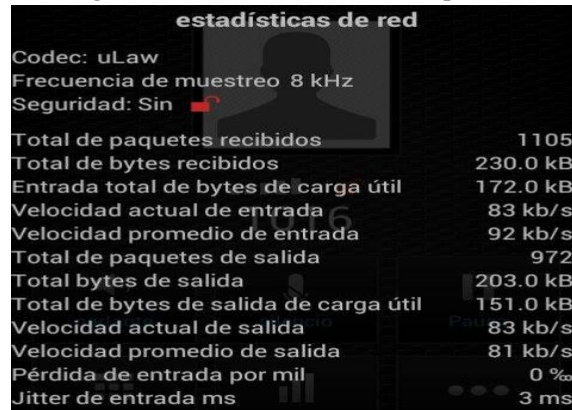 estadísticas de red
Codec: uLaw
Frecuencia de muestreo 8 kHz
Seguridad: Sin
Total de paquetes recibidos 1105
Total de bytes recibidos 230.0 kB
Entrada total de bytes de carga útil 172.0 kB
Velocidad actual de entrada 83 kb/s
1016
Velocidad promedio de entrada 92 kb/s
Total de paquetes de salida 972
Total bytes de salida 203.0 kB
Total de bytes de salida de carga útil 151.0 kB
Velocidad actual de salida 83 kb/s
Velocidad promedio de salida 81 kb/s
Pérdida de entrada por mil 0 ‰
Jitter de entrada ms 3 ms